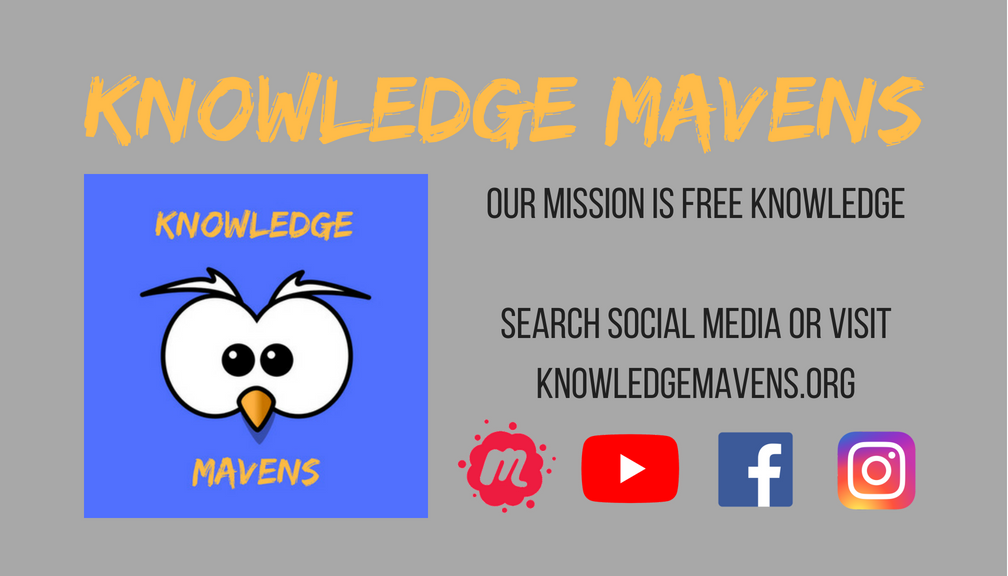 KNOWLEDGE MAVENS
KNOWLEDGE
MAVENS
OUR MISSION IS FREE KNOWLEDGE
SEARCH SOCIAL MEDIA OR VISIT
KNOWLEDGEMAVENS.ORG
m
f